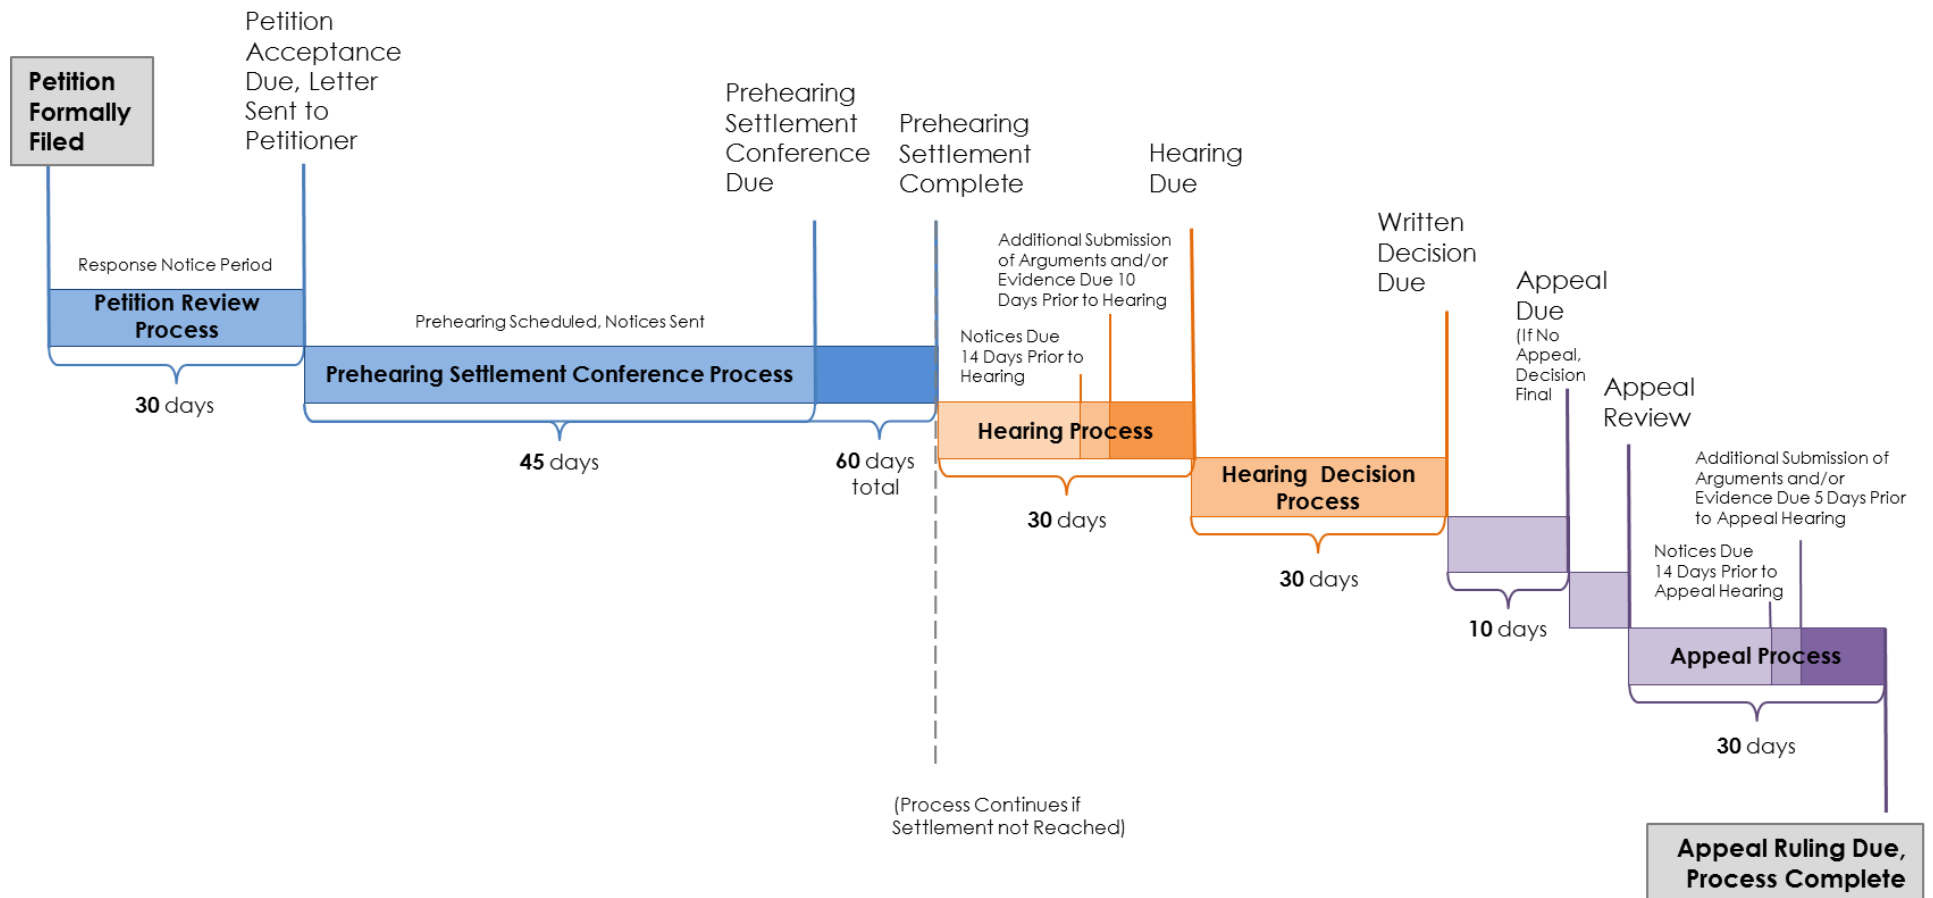 Petition
Formally
Filed
Petition
Acceptance
Due, Letter
Sent to
Petitioner
Prehearing
Settlement
Conference
Due
Prehearing
Settlement
Complete
Hearing
Due
Written
Decision
Due
Appeal
Due
(If No
Appeal,
Decision
Final
Appeal
Review
Response Notice Period
Petition Review
Process
30 days
Prehearing Scheduled, Notices Sent
Prehearing Settlement Conference Process
45 days
60 days
total
Additional Submission
of Arguments and/or
Evidence Due 10
Days Prior to Hearing
Notices Due
14 Days Prior to
Hearing
Hearing Process
30 days
Hearing Decision
Process
30 days
10 days
Additional Submission of
Arguments and/or
Evidence Due 5 Days Prior
to Appeal Hearing
Notices Due
14 Days Prior to
Appeal Hearing
Appeal Process
30 days
(Process Continues if
Settlement not Reached)
Appeal Ruling Due,
Process Complete